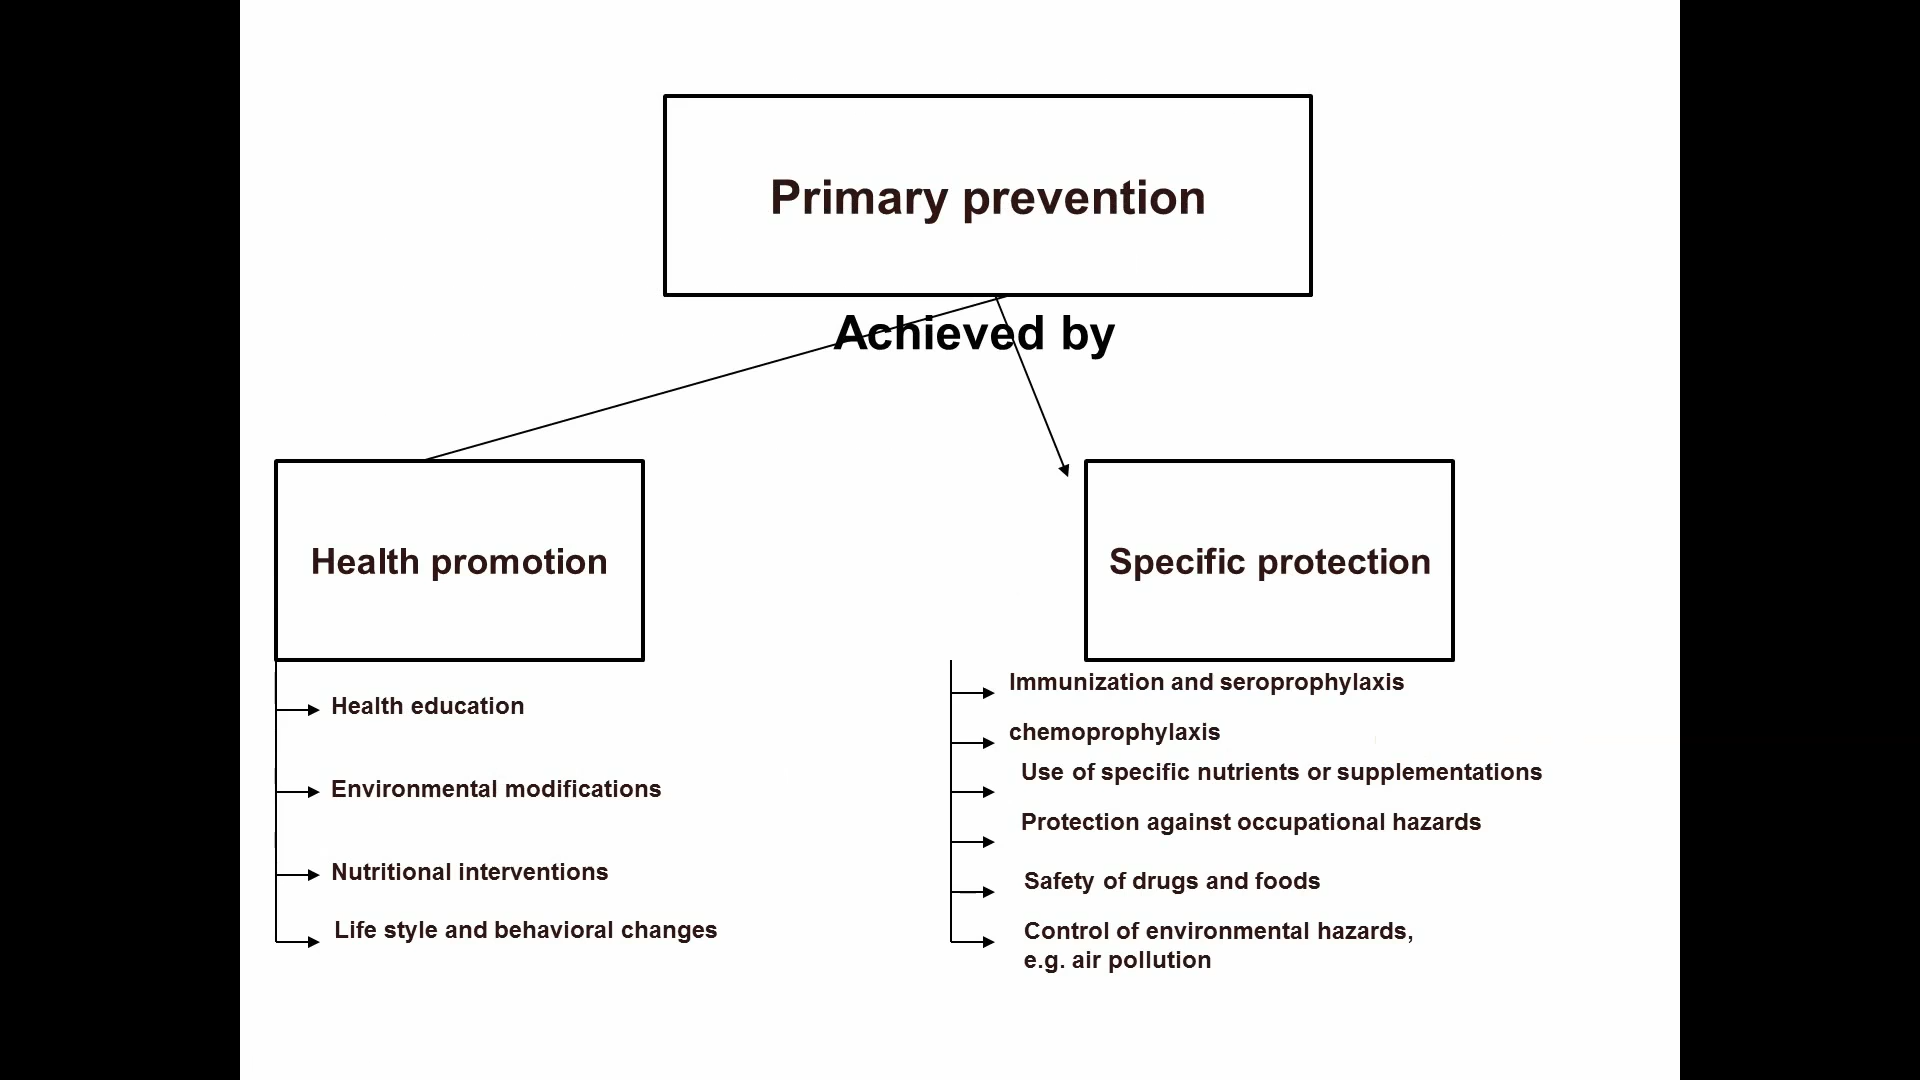 Primary prevention
Achieved by
Health promotion
Specific protection
Health education
Environmental modifications
Nutritional interventions
Life style and behavioral changes
Immunization and seroprophylaxis
chemoprophylaxis
Use of specific nutrients or supplementations
Protection against occupational hazards
Safety of drugs and foods
Control of environmental hazards,
e.g. air pollution